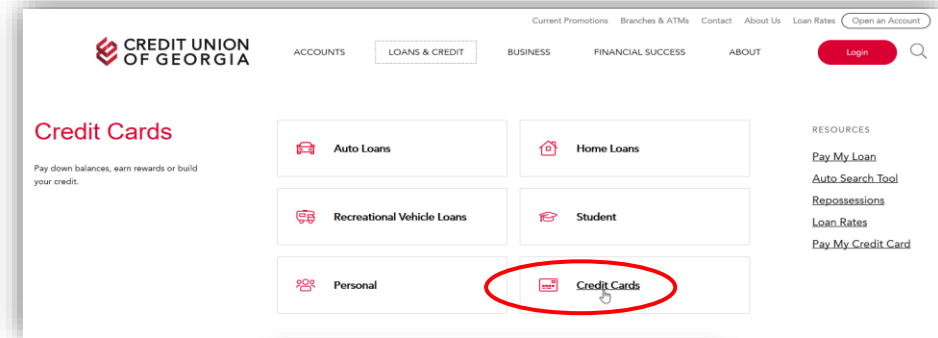 Current Promotions Branches & ATMs Contact About Us Loan Rates Open an Account
CREDIT UNION
OF GEORGIA
ACCOUNTS LOANS & CREDIT BUSINESS FINANCIAL SUCCESS ABOUT Login
Credit Cards
Pay down balances, earn rewards or build
your credit.
Auto Loans
Home Loans
Recreational Vehicle Loans
Student
Personal
Credit Cards
RESOURCES
Pay My Loan
Auto Search Tool
Repossessions
Loan Rates
Pay My Credit Card